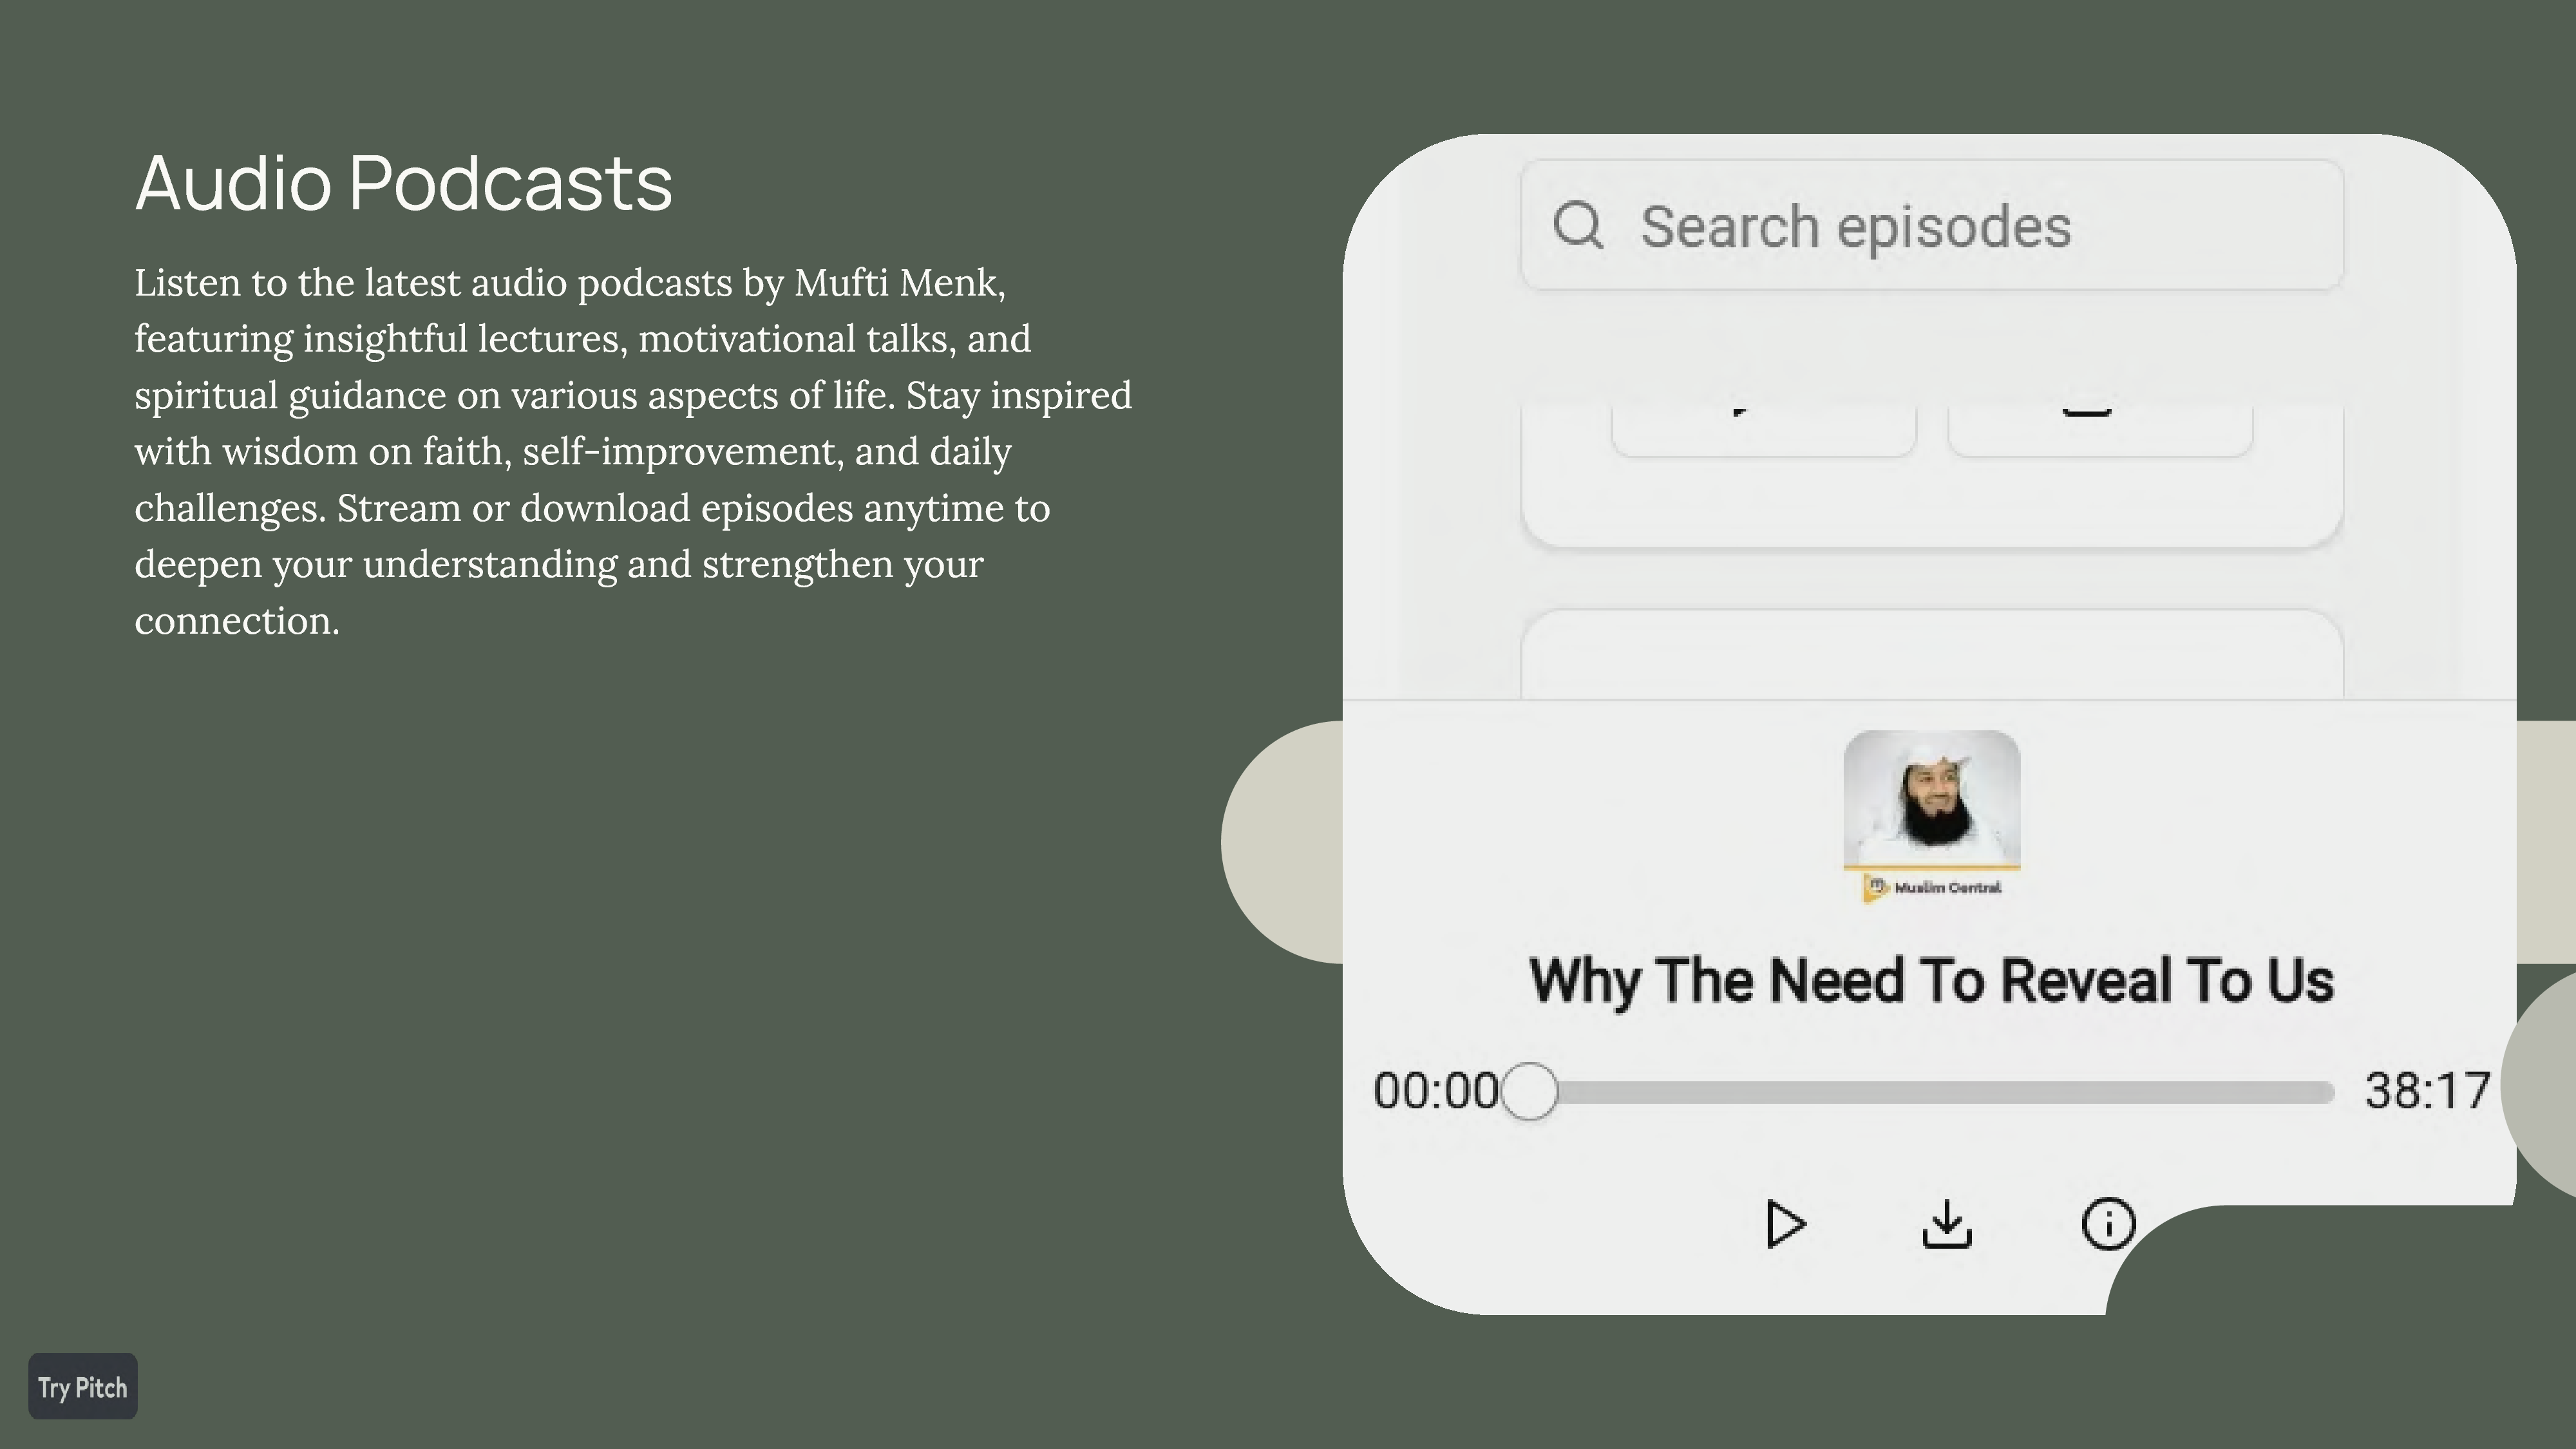 Audio Podcasts
Listen to the latest audio podcasts by Mufti Menk,
featuring insightful lectures, motivational talks, and
spiritual guidance on various aspects of life. Stay inspired
with wisdom on faith, self-improvement, and daily
challenges. Stream or download episodes anytime to
deepen your understanding and strengthen your
connection.
Search episodes
Muslim Central
Why The Need To Reveal To Us
00:00
38:17
Try Pitch